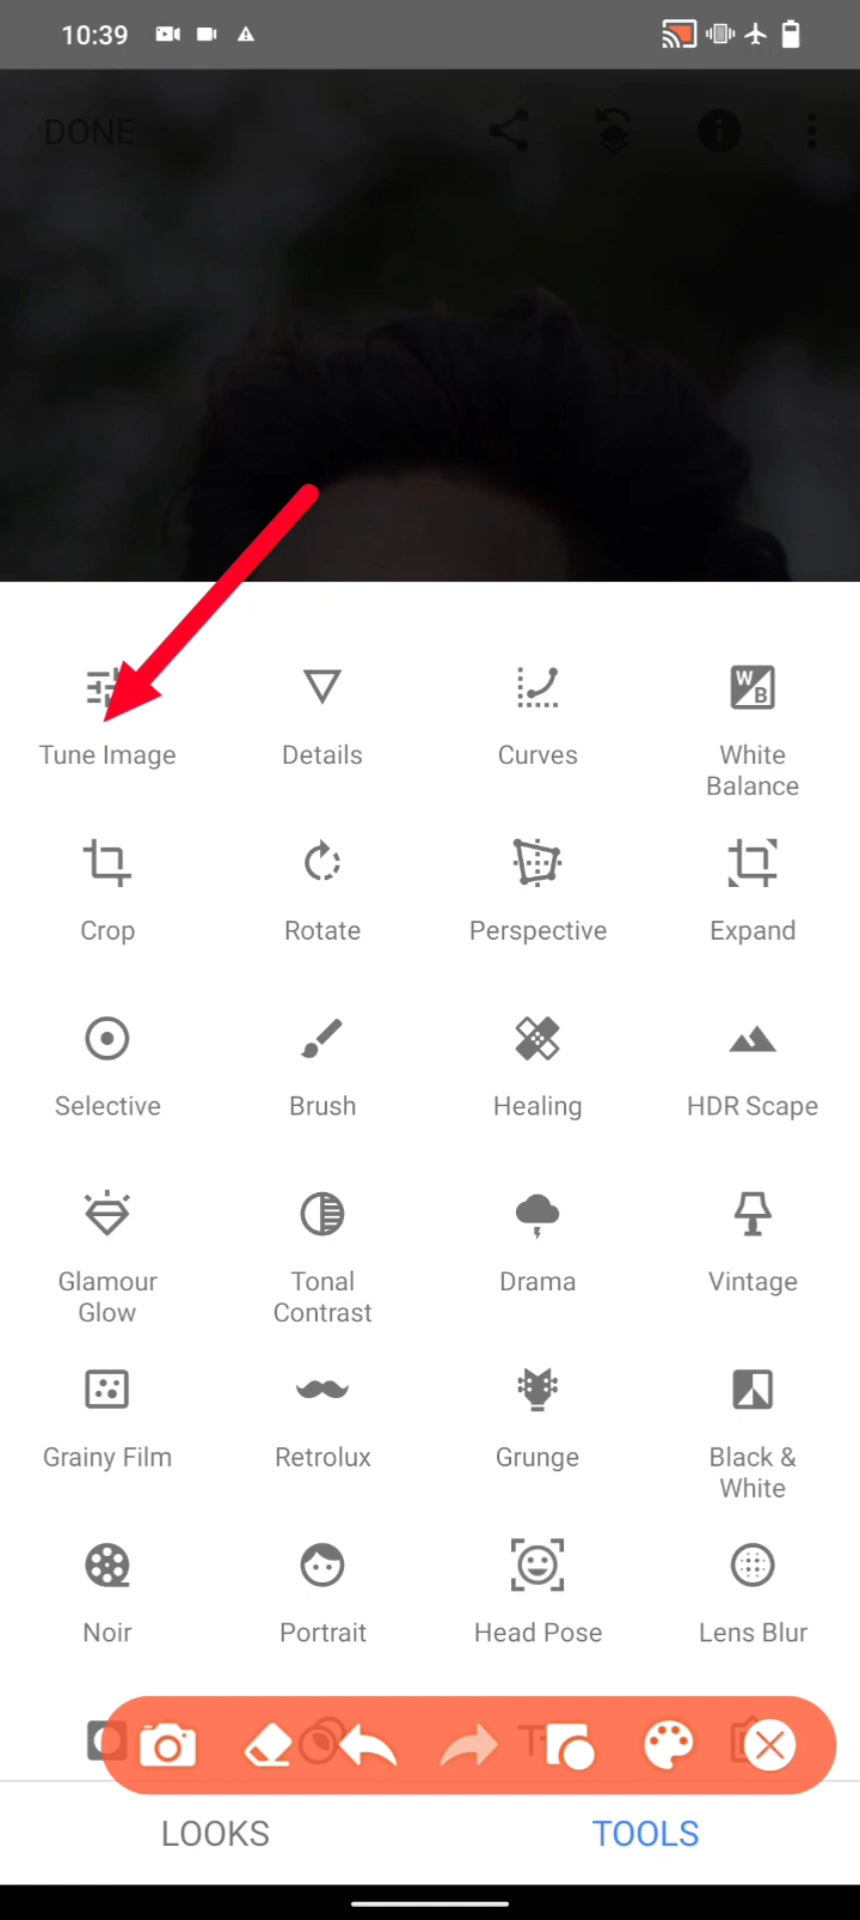 10:39
DONE
Tune Image
Details
Curves
White
Balance
Crop
Rotate
Perspective
Expand
Selective
Brush
Healing
HDR Scape
Glamour
Glow
Tonal
Contrast
Drama
Vintage
Grainy Film
Retrolux
Grunge
Black &
White
Noir
Portrait
Head Pose
Lens Blur
LOOKS
TOOLS